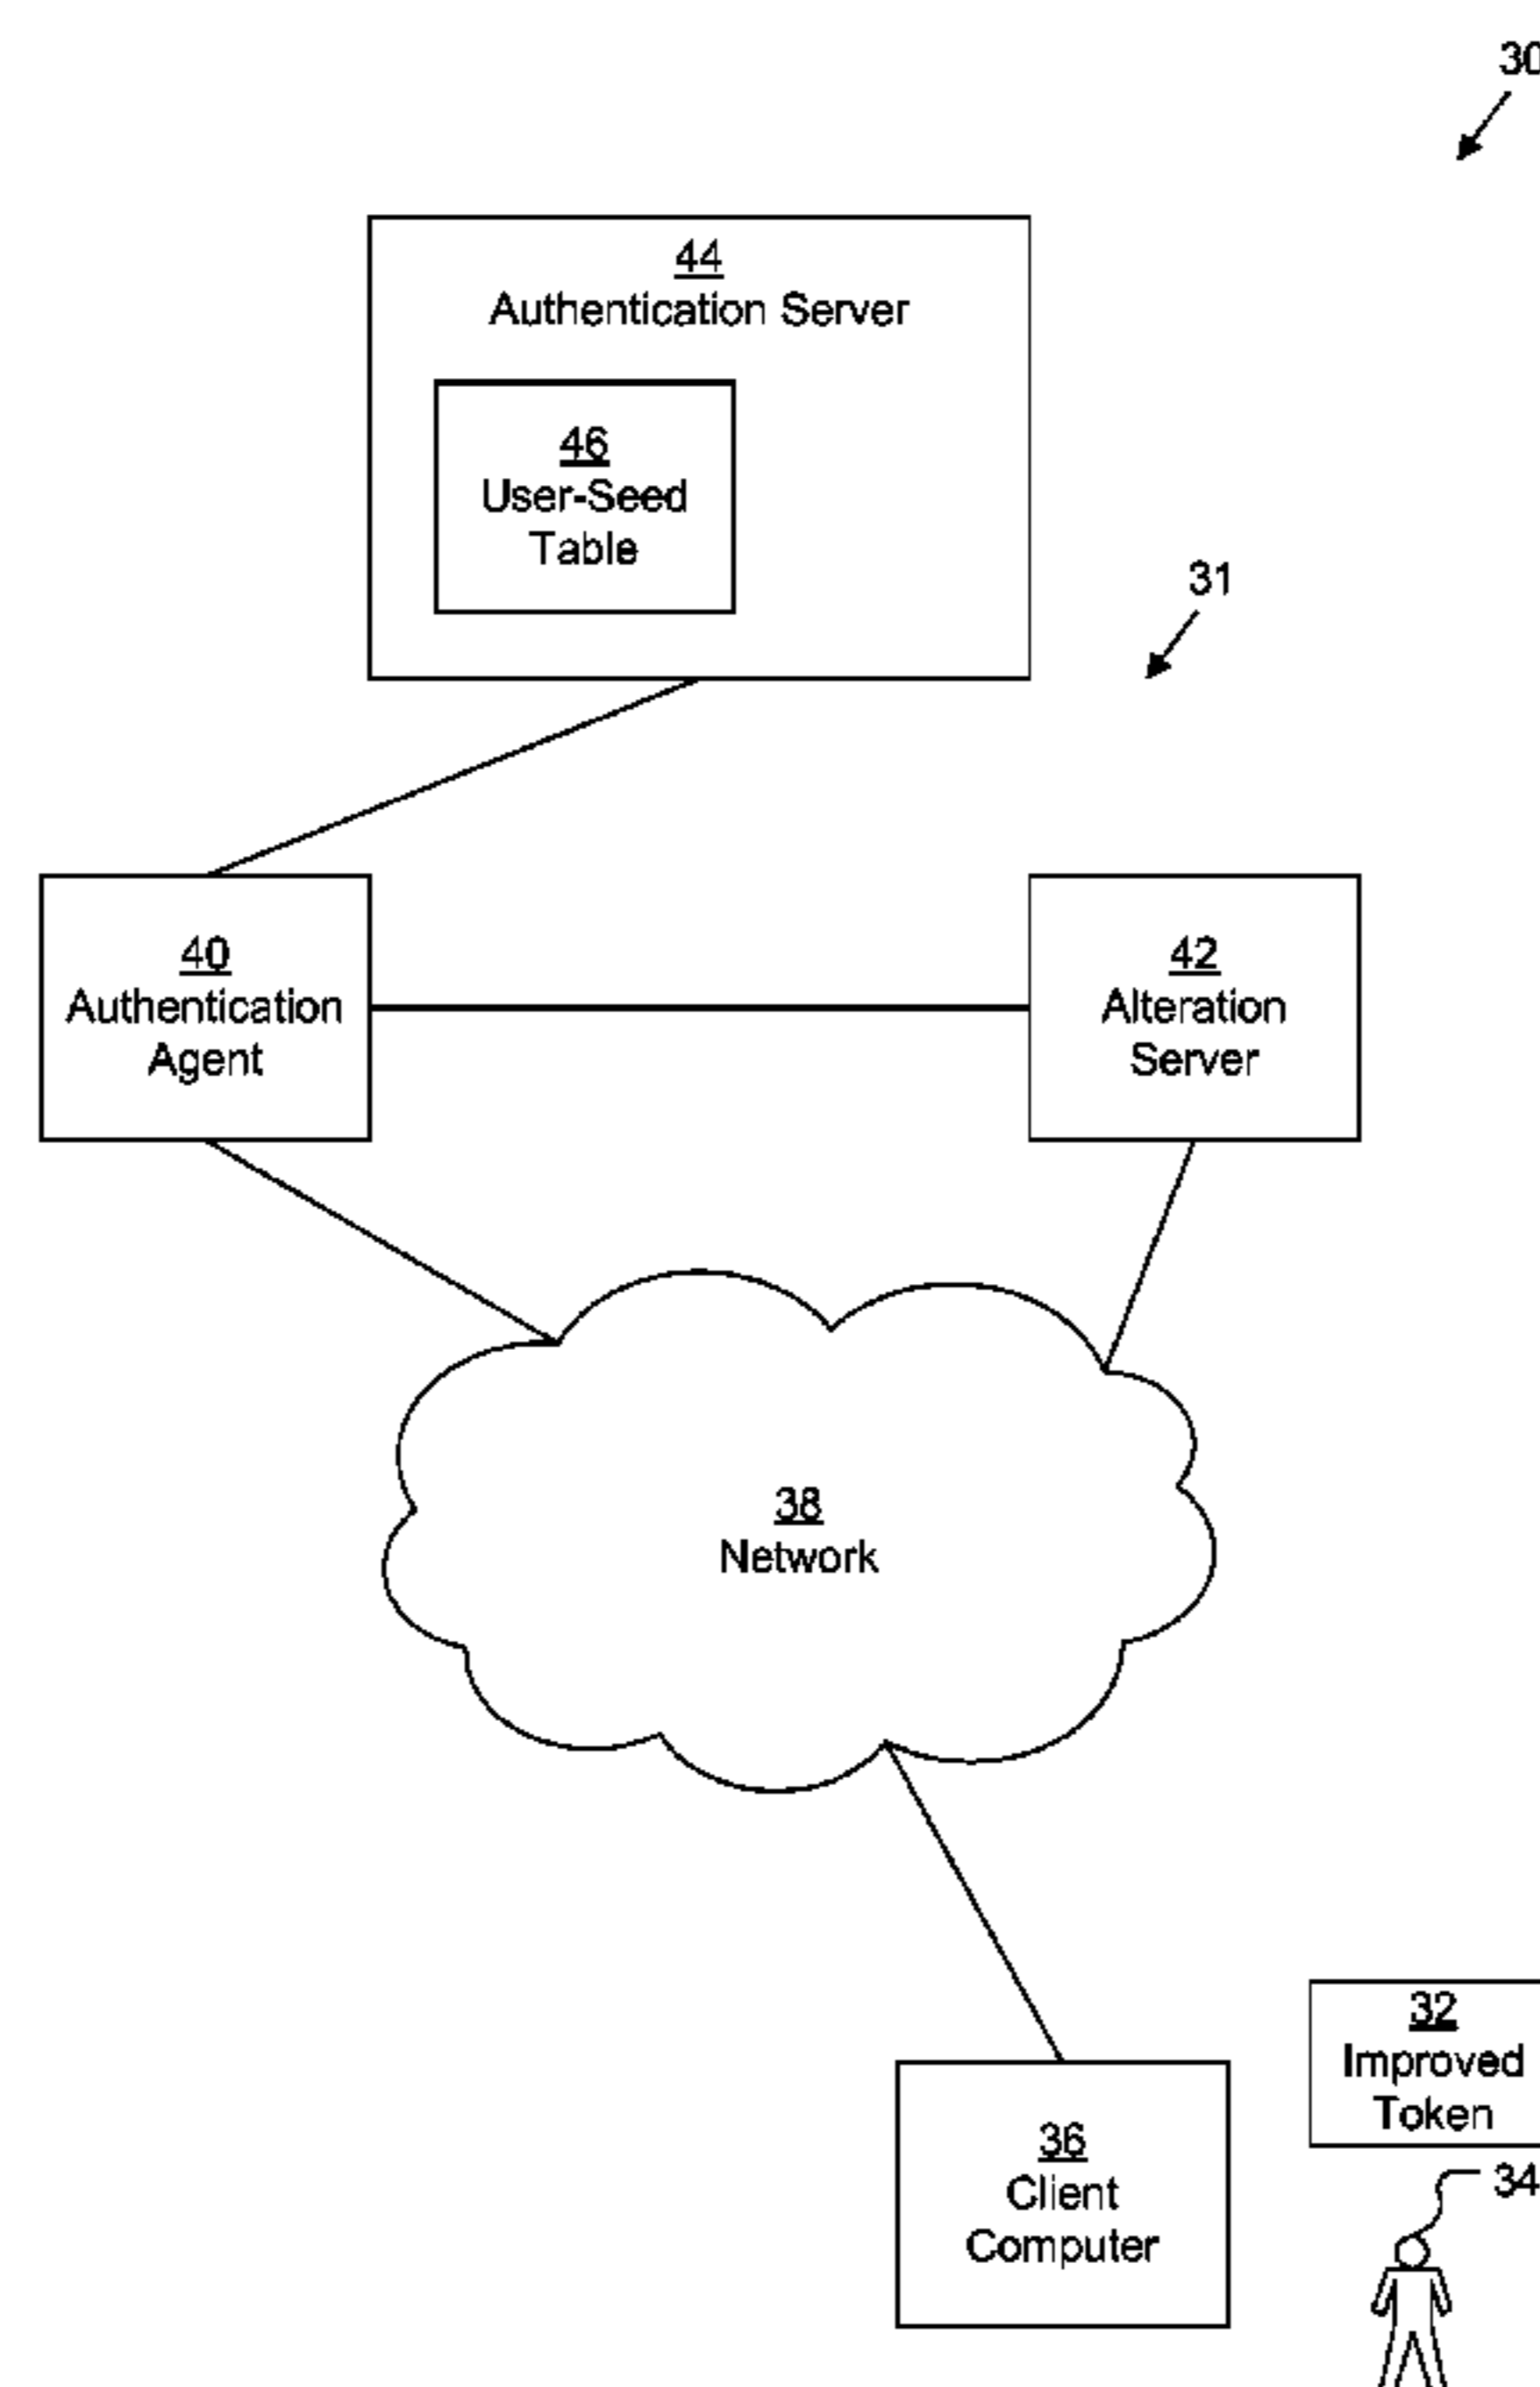 30
44
Authentication Server
46
User-Seed
Table
31
40
Authentication
Agent
42
Alteration
Server
38
Network
32
Improved
Token
34
36
Client
Computer